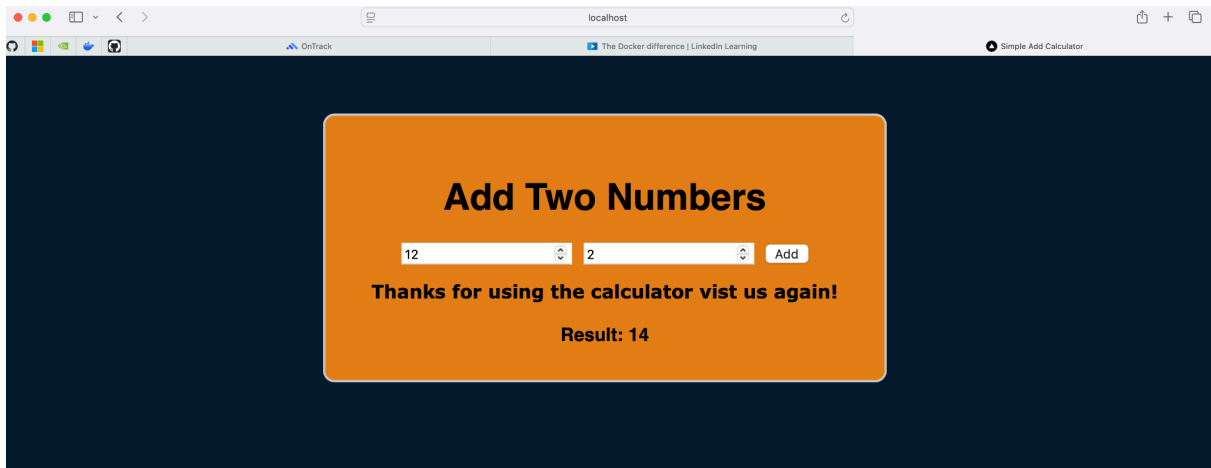 localhost
OnTrack
The Docker difference | LinkedIn Learning
Simple Add Calculator
Add Two Numbers
12 2 Add
Thanks for using the calculator vist us again!
Result: 14